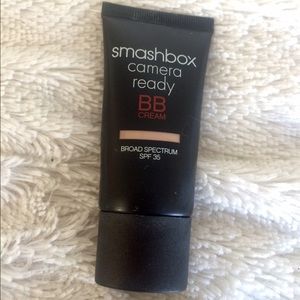 smashbox
camera
ready
BB
CREAM
BROAD SPECTRUM
SPF 35